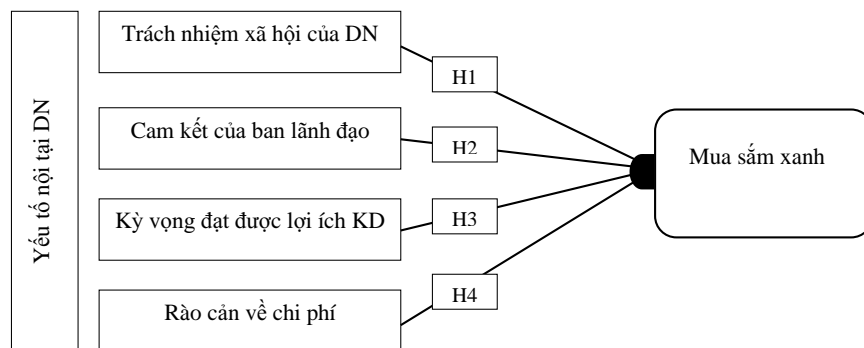 Yếu tố nội tại DN
Trách nhiệm xã hội của DN
H1
Cam kết của ban lãnh đạo
H2
Kỳ vọng đạt được lợi ích KD
H3
Rào cản về chi phí
H4
Mua sắm xanh